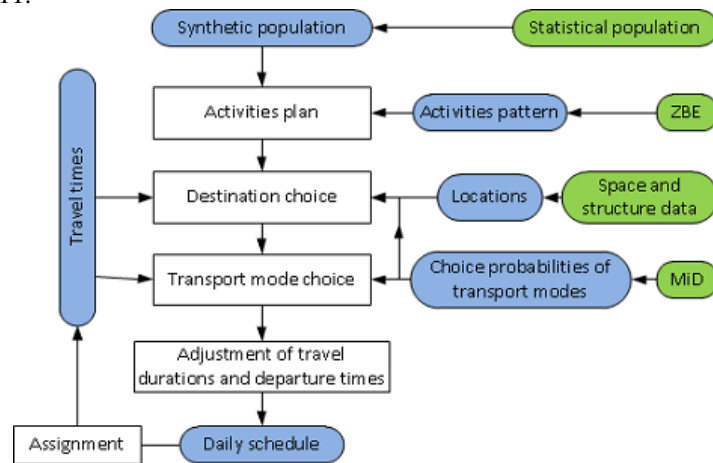 Synthetic population
Statistical population
Activities plan
Activities pattern
ZBE
Travel times
Destination choice
Locations
Space and
structure data
Transport mode choice
Choice probabilities of
transport modes
MiD
Adjustment of travel
durations and departure times
Assignment
Daily schedule